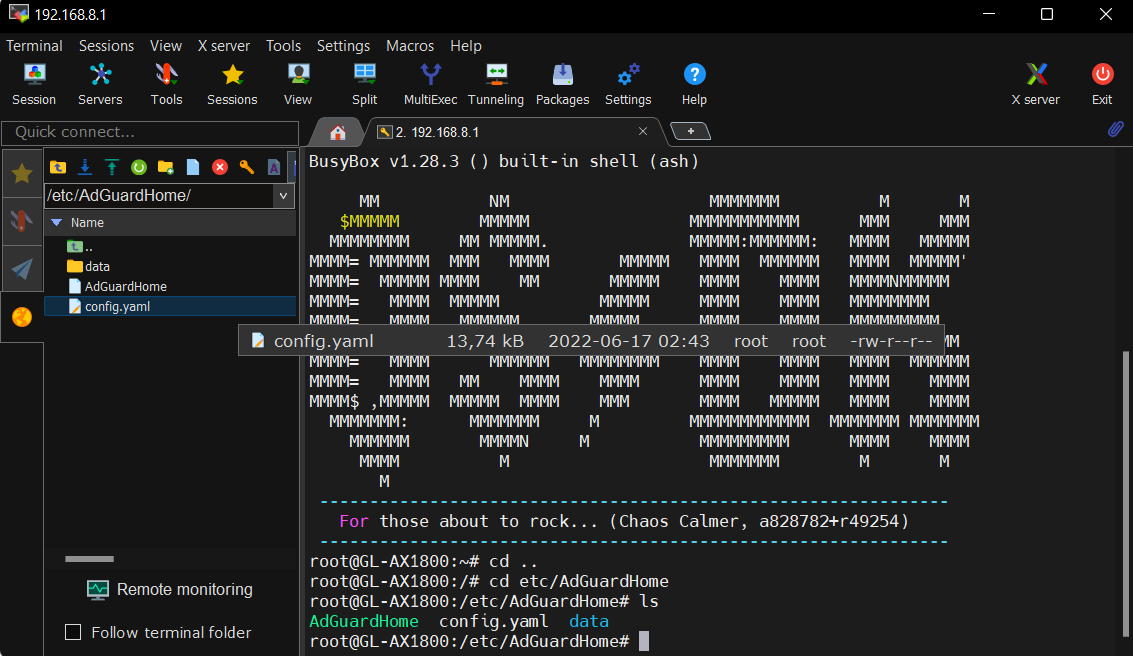 192.168.8.1
Terminal Sessions View X server Tools Settings Macros Help
Session Servers Tools Sessions View Split MultiExec Tunneling Packages Settings Help X server Exit
Quick connect...
2. 192.168.8.1
/etc/AdGuardHome/
Name
..
data
AdGuardHome
config.yaml
config.yaml 13,74 kB 2022-06-17 02:43 root root -rw-r--r--
Remote monitoring
Follow terminal folder
BusyBox v1.28.3 () built-in shell (ash)
For those about to rock... (Chaos Calmer, a828782+r49254)
root@GL-AX1800:~# cd ..
root@GL-AX1800:/# cd etc/AdGuardHome
root@GL-AX1800:/etc/AdGuardHome# ls
AdGuardHome config.yaml data
root@GL-AX1800:/etc/AdGuardHome#